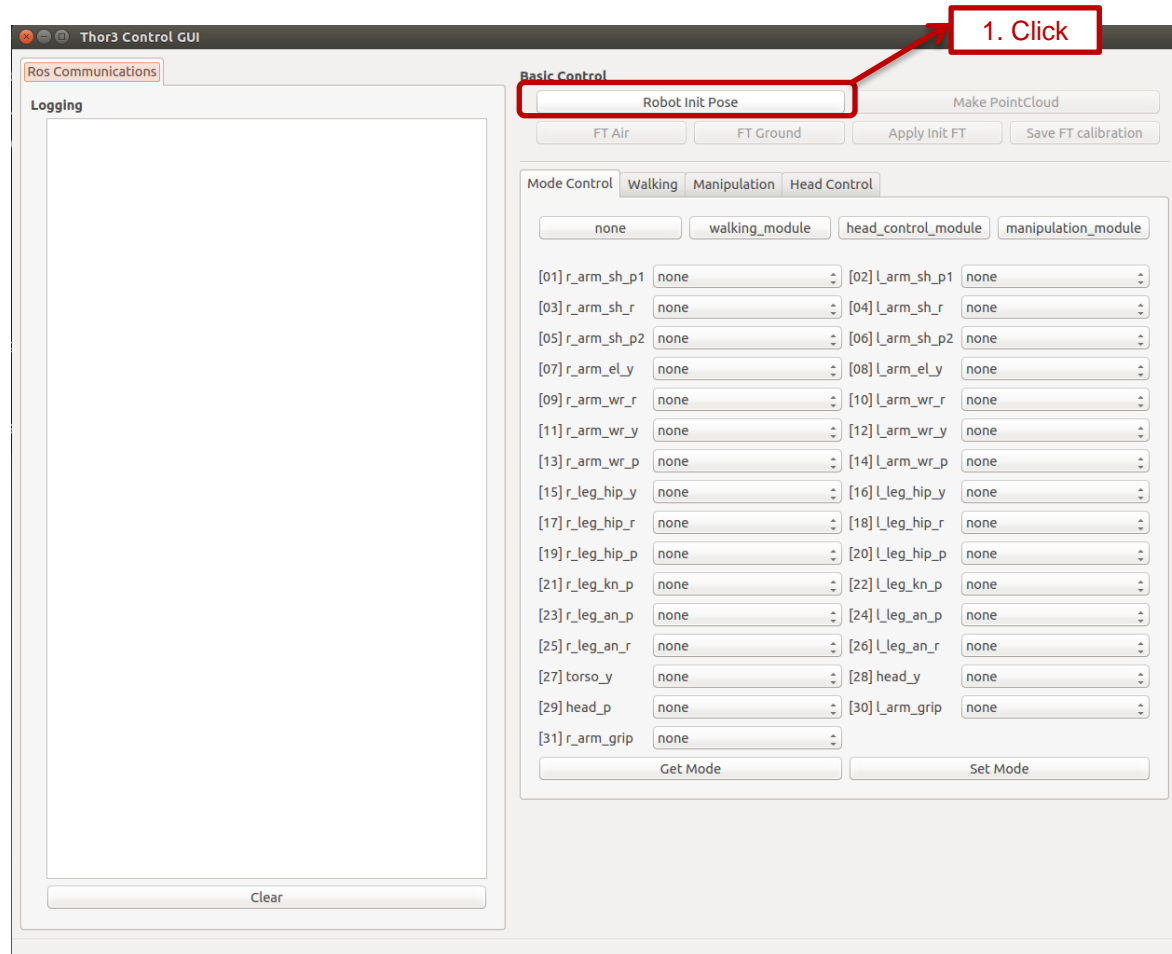 1. Click
Thor3 Control GUI
Ros Communications
Logging
Clear
Basic Control
Robot Init Pose
Make PointCloud
FT Air
FT Ground
Apply Init FT
Save FT calibration
Mode Control
Walking
Manipulation
Head Control
none
walking_module
head_control_module
manipulation_module
[01] r_arm_sh_p1 none [02] l_arm_sh_p1 none
[03] r_arm_sh_r none [04] l_arm_sh_r none
[05] r_arm_sh_p2 none [06] l_arm_sh_p2 none
[07] r_arm_el_y none [08] l_arm_el_y none
[09] r_arm_wr_r none [10] l_arm_wr_r none
[11] r_arm_wr_y none [12] l_arm_wr_y none
[13] r_arm_wr_p none [14] l_arm_wr_p none
[15] r_leg_hip_y none [16] l_leg_hip_y none
[17] r_leg_hip_r none [18] l_leg_hip_r none
[19] r_leg_hip_p none [20] l_leg_hip_p none
[21] r_leg_kn_p none [22] l_leg_kn_p none
[23] r_leg_an_p none [24] l_leg_an_p none
[25] r_leg_an_r none [26] l_leg_an_r none
[27] torso_y none [28] head_y none
[29] head_p none [30] l_arm_grip none
[31] r_arm_grip none
Get Mode
Set Mode